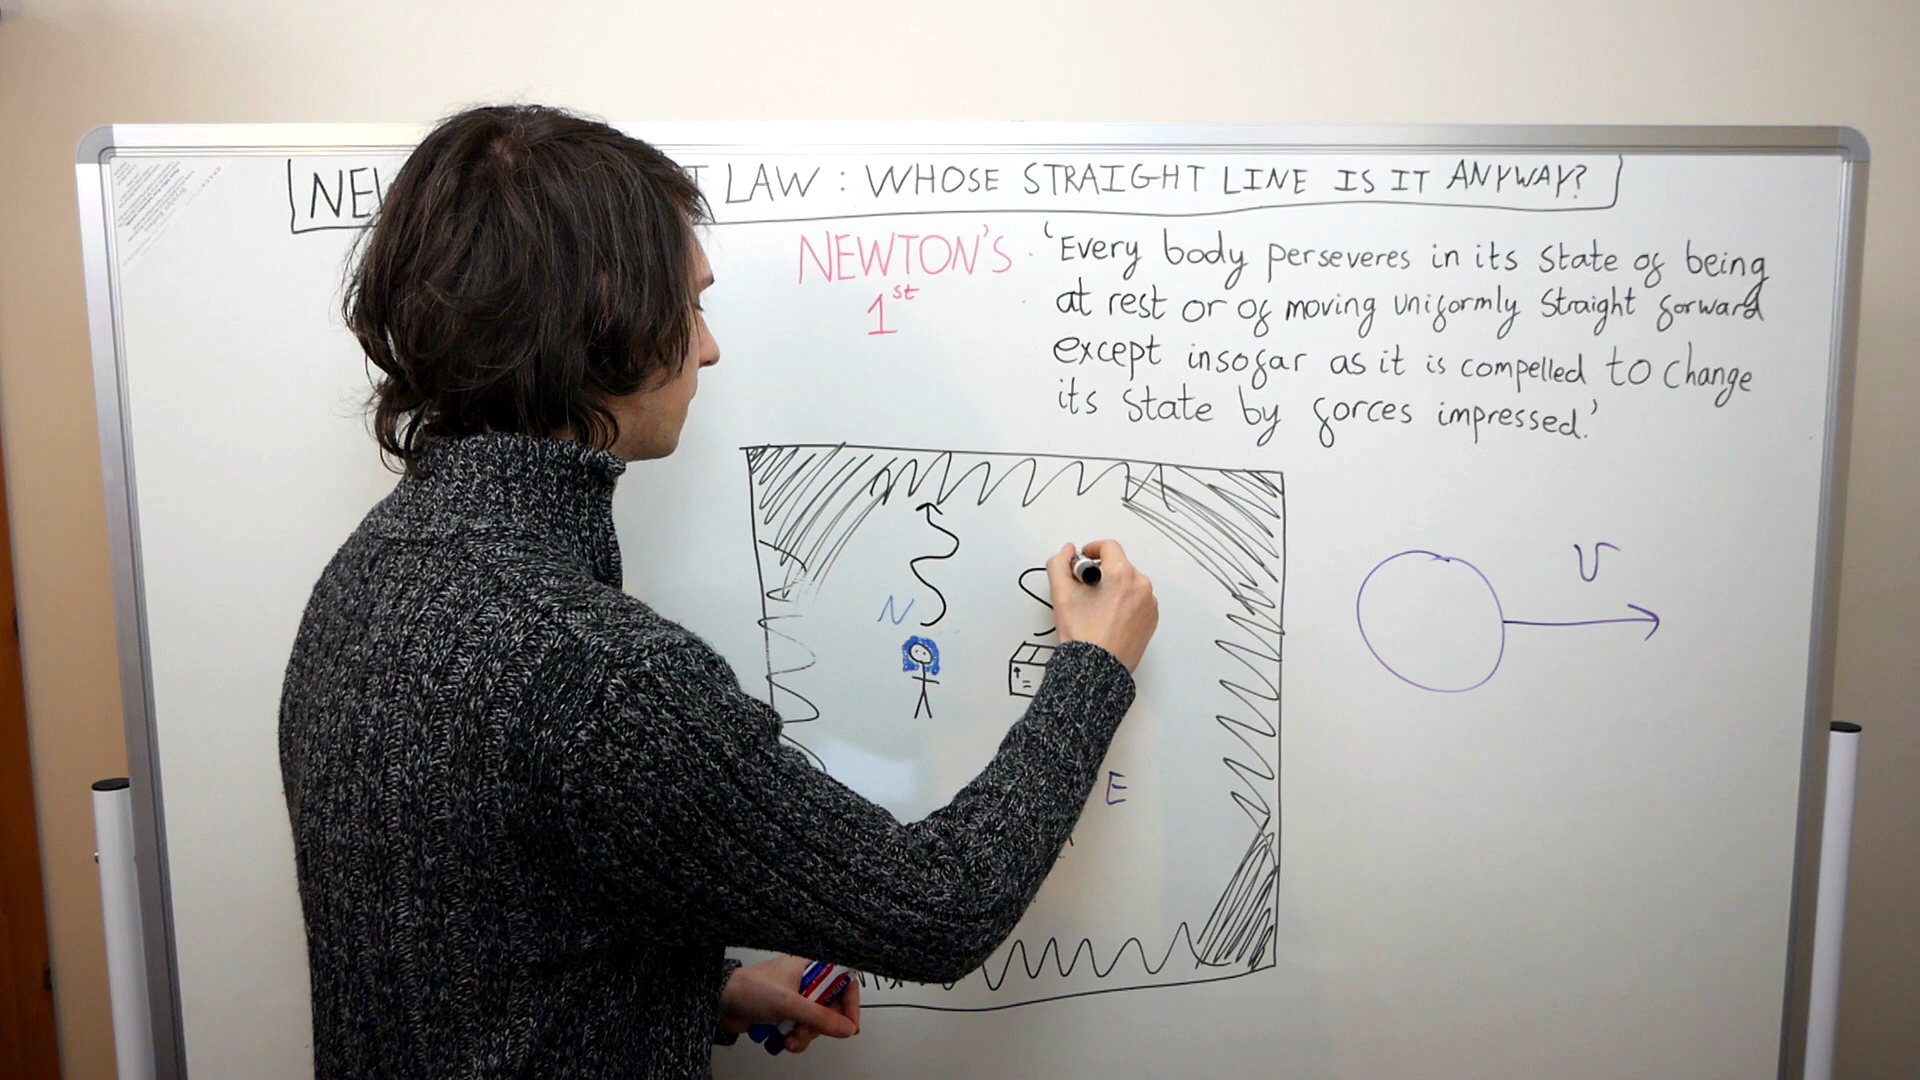 NEW T LAW : WHOSE STRAIGHT LINE IS IT ANYWAY?
NEWTON'S
1st
'Every body perseveres in its state of being
at rest or of moving uniformly straight forward
except insofar as it is compelled to change
its state by forces impressed.'
v
N
E